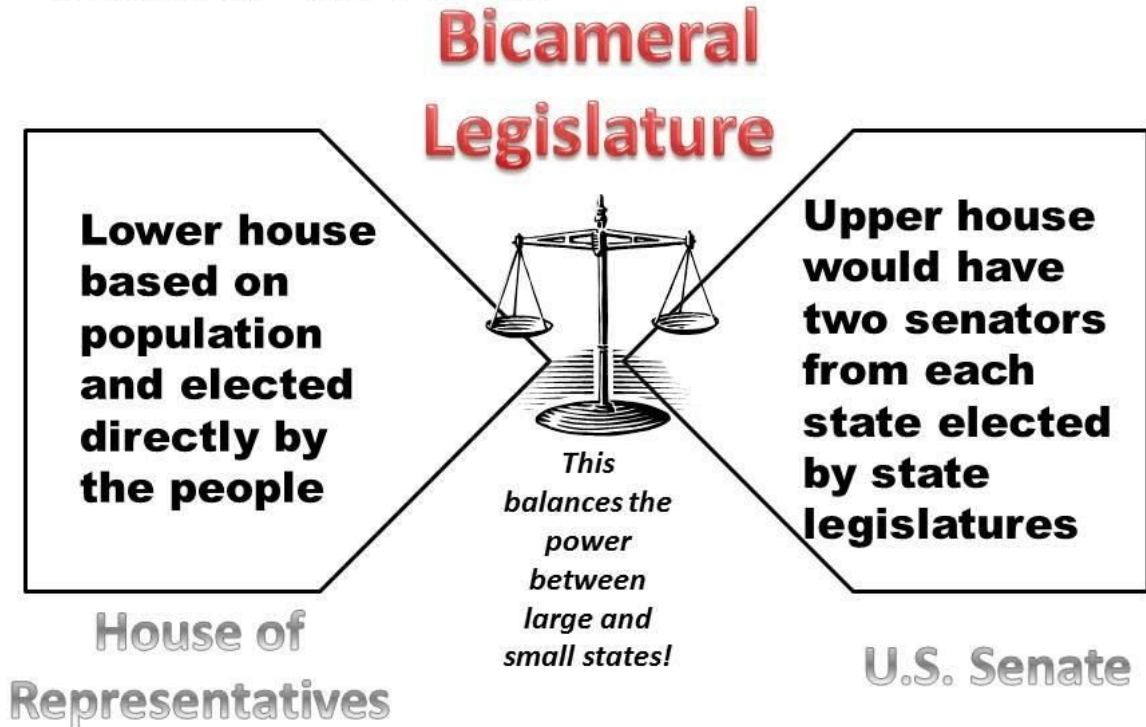 Bicameral
Legislature
Lower house
based on
population
and elected
directly by
the people
Upper house
would have
two senators
from each
state elected
by state
legislatures
This
balances the
power
between
large and
small states!
House of
Representatives
U.S. Senate